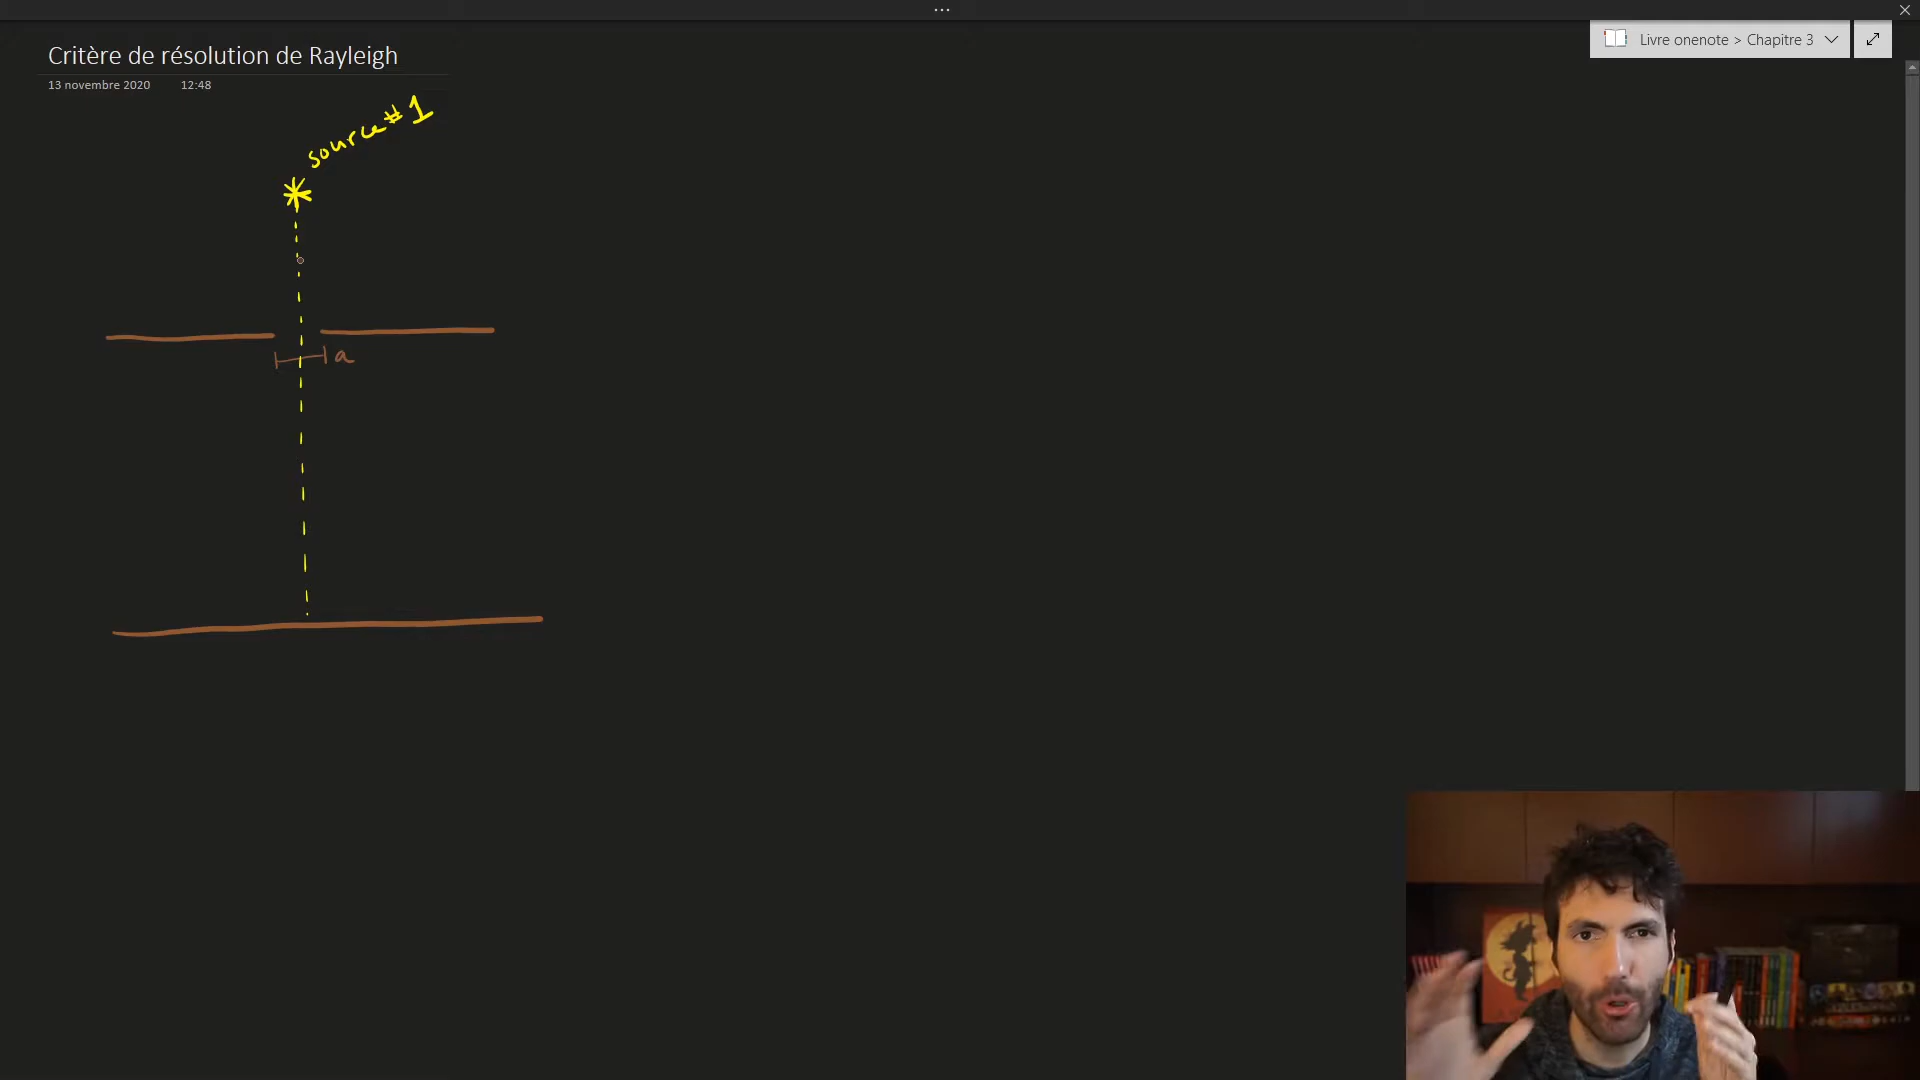 Critère de résolution de Rayleigh
13 novembre 2020 12:48
Livre onenote > Chapitre 3
source #1
a